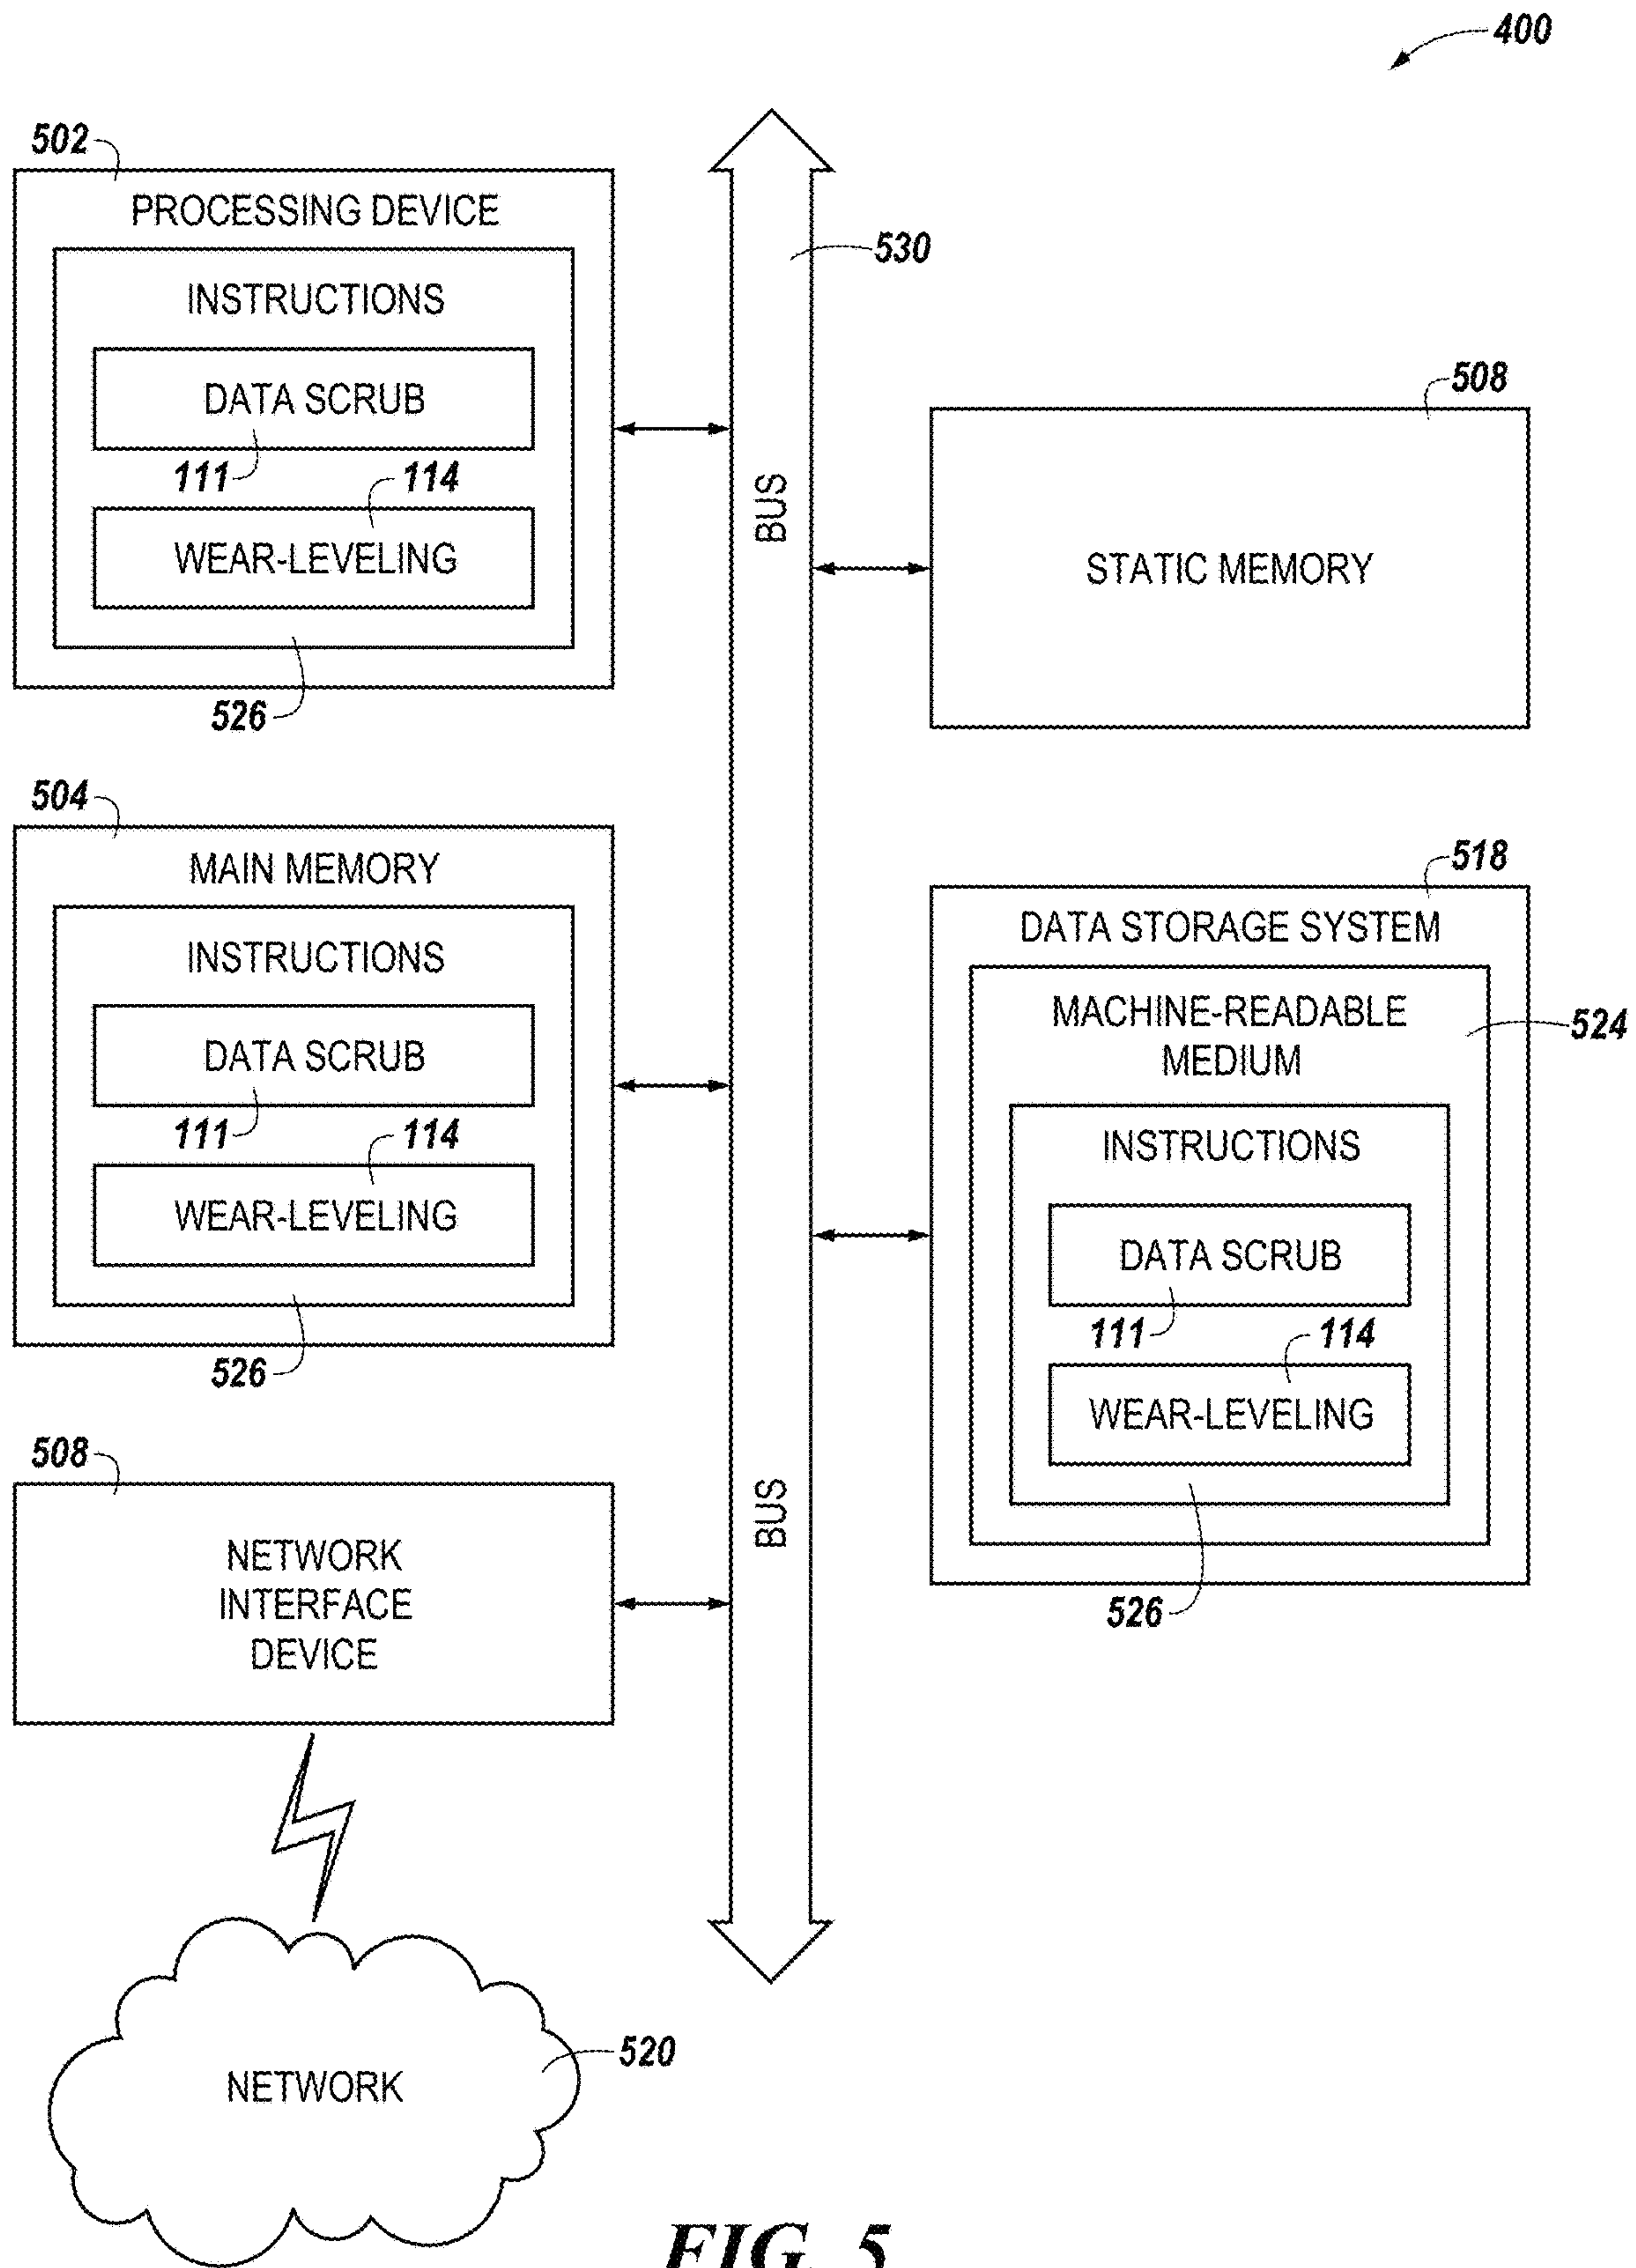 400
502
PROCESSING DEVICE
INSTRUCTIONS
DATA SCRUB
111
114
WEAR-LEVELING
526
530
BUS
508
STATIC MEMORY
504
MAIN MEMORY
INSTRUCTIONS
DATA SCRUB
111
114
WEAR-LEVELING
526
518
DATA STORAGE SYSTEM
MACHINE-READABLE
MEDIUM
524
INSTRUCTIONS
DATA SCRUB
111
114
WEAR-LEVELING
526
508
NETWORK
INTERFACE
DEVICE
BUS
NETWORK
520
FIG. 5